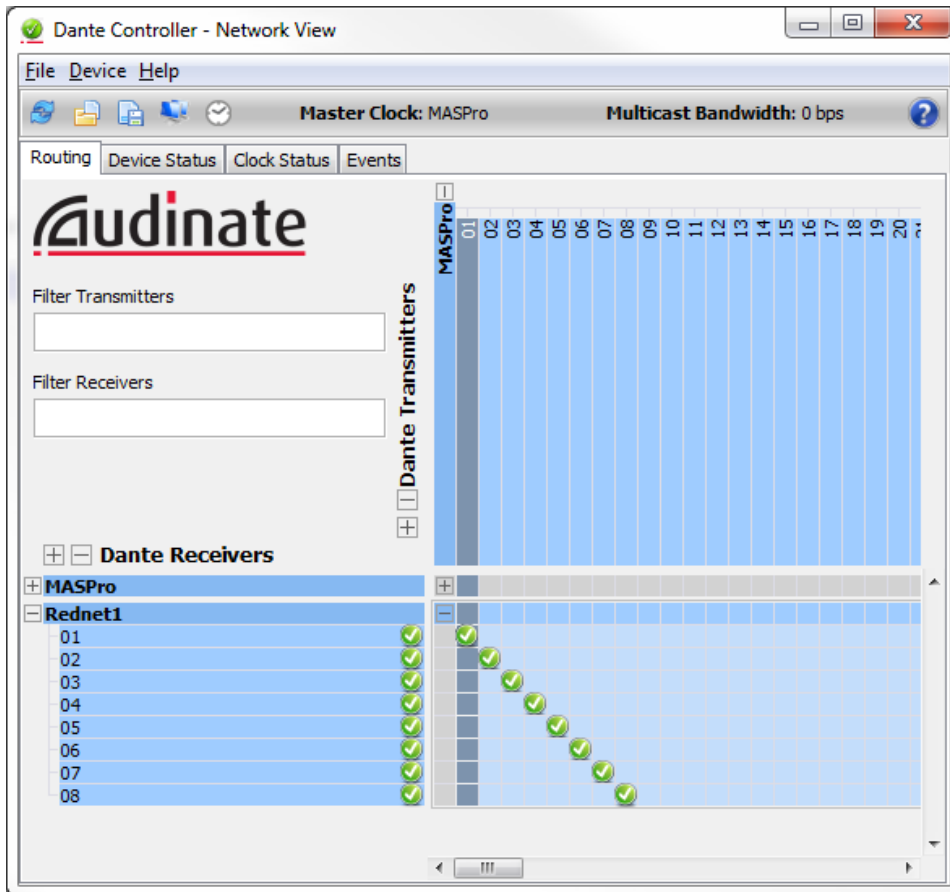 Dante Controller - Network View
File Device Help
Master Clock: MASPro Multicast Bandwidth: 0 bps
Routing Device Status Clock Status Events
Audinate
Filter Transmitters
Filter Receivers
Dante Transmitters
MASPro
01 02 03 04 05 06 07 08 09 10 11 12 13 14 15 16 17 18 19 20
Dante Receivers
MASPro
Rednet1
01
02
03
04
05
06
07
08